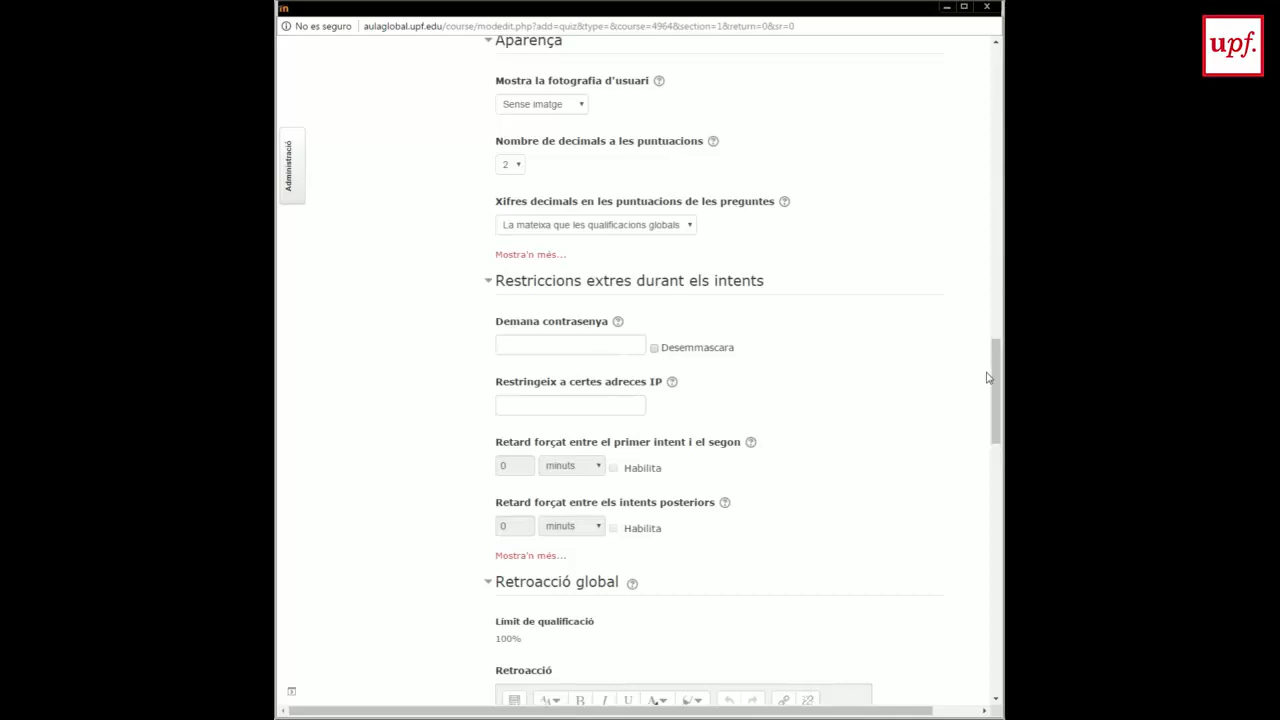 in
No es seguro aulaglobal.upf.edu/course/modedit.php?add=quiz&type=&course=4964&section=1&return=0&sr=0
upf.
Aparença
Mostra la fotografia d'usuari
Sense imatge
Administració
Nombre de decimals a les puntuacions
2
Xifres decimals en les puntuacions de les preguntes
La mateixa que les qualificacions globals
Mostra'n més...
Restriccions extres durant els intents
Demana contrasenya
Desemmascara
Restringeix a certes adreces IP
Retard forçat entre el primer intent i el segon
0 minuts Habilita
Retard forçat entre els intents posteriors
0 minuts Habilita
Mostra'n més...
Retroacció global
Límit de qualificació
100%
Retroacció
B I U A